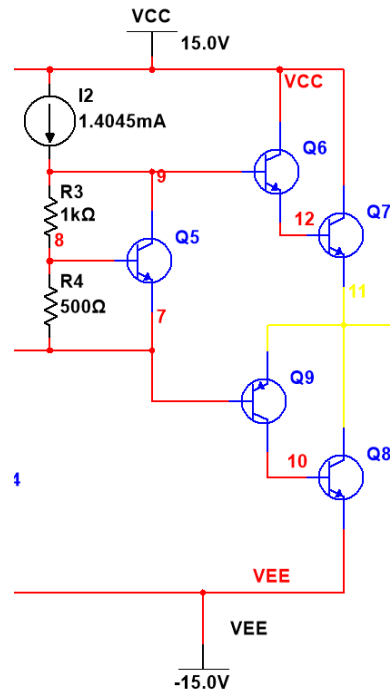 VCC
15.0V
I2
1.4045mA
VCC
Q6
9
R3
1kΩ
12
Q7
8
Q5
R4
500Ω
11
7
Q9
10
Q8
4
VEE
VEE
-15.0V